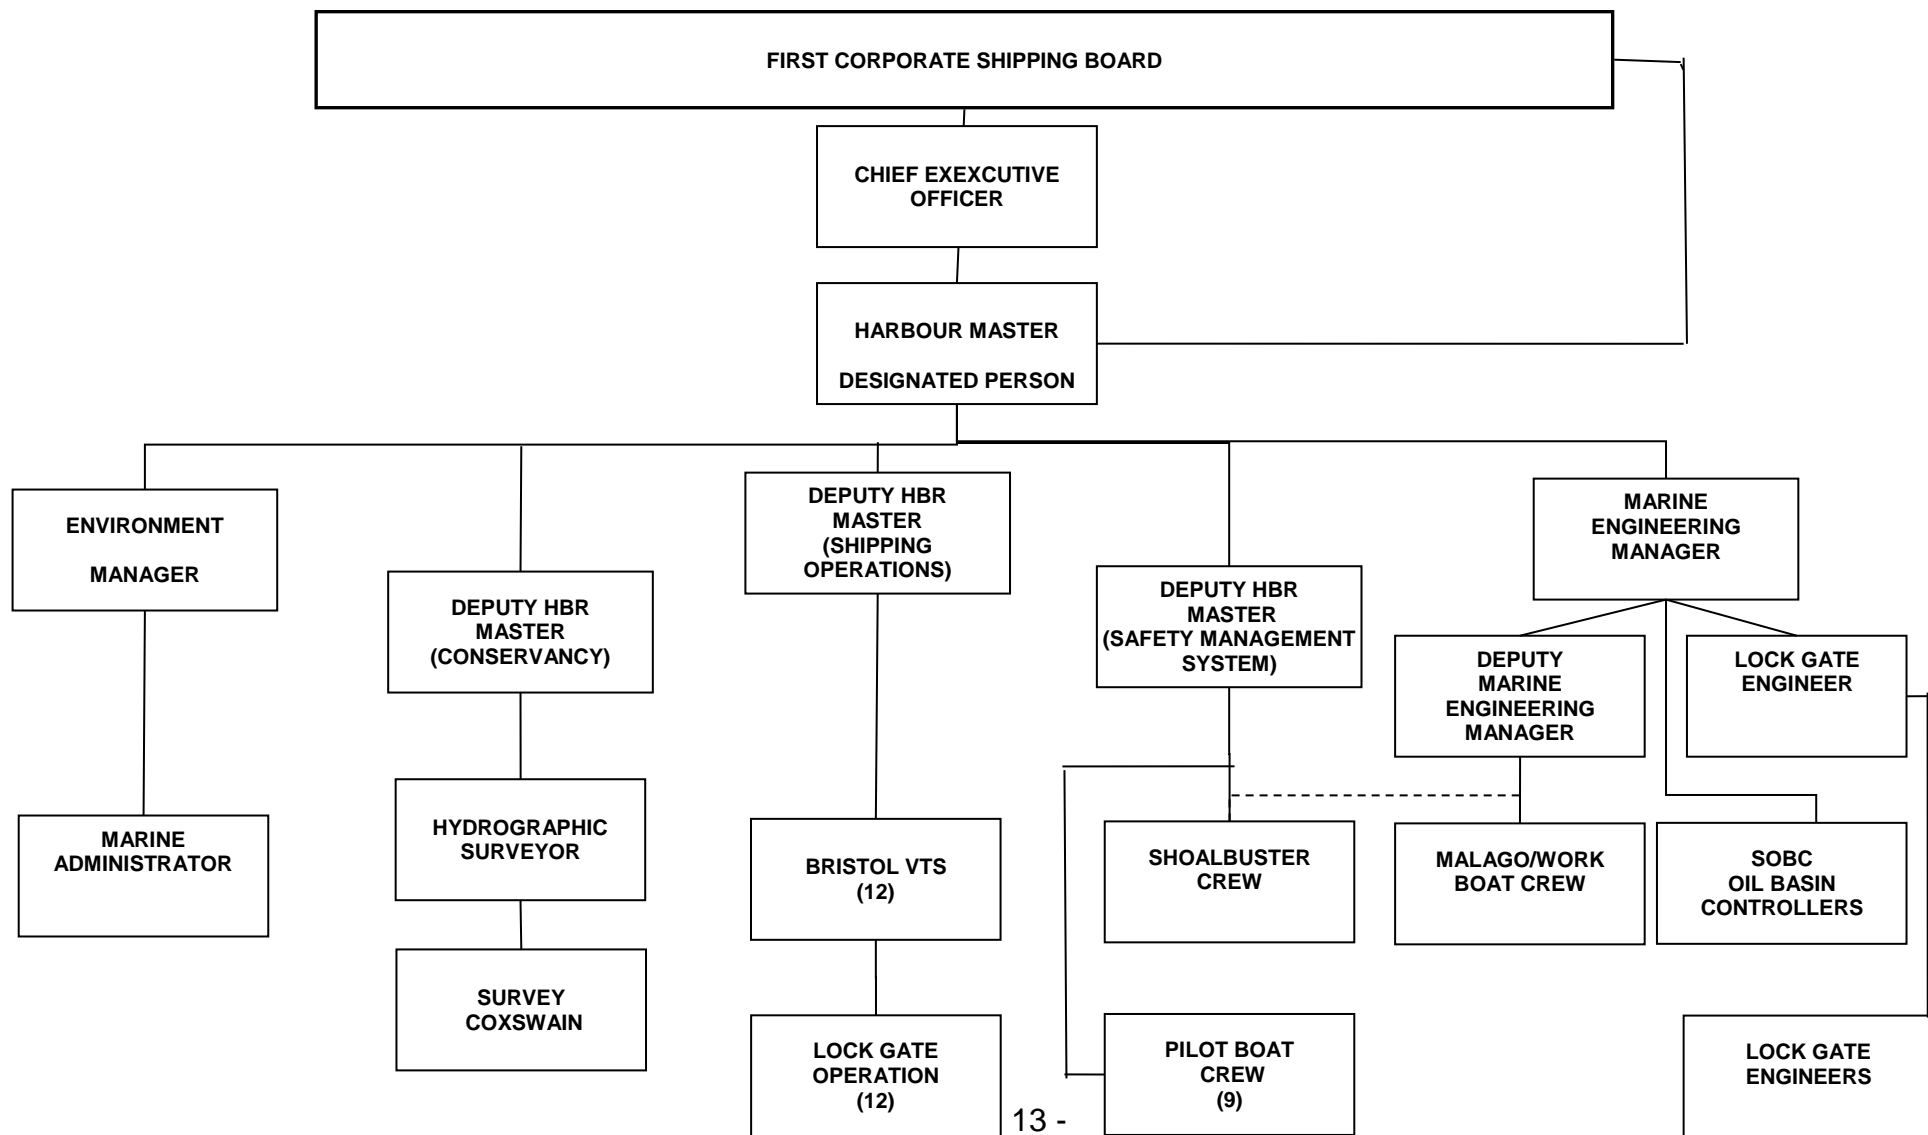 FIRST CORPORATE SHIPPING BOARD
CHIEF EXEXCUTIVE
OFFICER
HARBOUR MASTER
DESIGNATED PERSON
ENVIRONMENT
MANAGER
DEPUTY HBR
MASTER
(CONSERVANCY)
DEPUTY HBR
MASTER
(SHIPPING
OPERATIONS)
DEPUTY HBR
MASTER
(SAFETY MANAGEMENT
SYSTEM)
MARINE
ENGINEERING
MANAGER
DEPUTY
MARINE
ENGINEERING
MANAGER
LOCK GATE
ENGINEER
MARINE
ADMINISTRATOR
HYDROGRAPHIC
SURVEYOR
BRISTOL VTS
(12)
SHOALBUSTER
CREW
MALAGO/WORK
BOAT CREW
SOBC
OIL BASIN
CONTROLLERS
SURVEY
COXSWAIN
LOCK GATE
OPERATION
(12)
PILOT BOAT
CREW
(9)
LOCK GATE
ENGINEERS
13 -